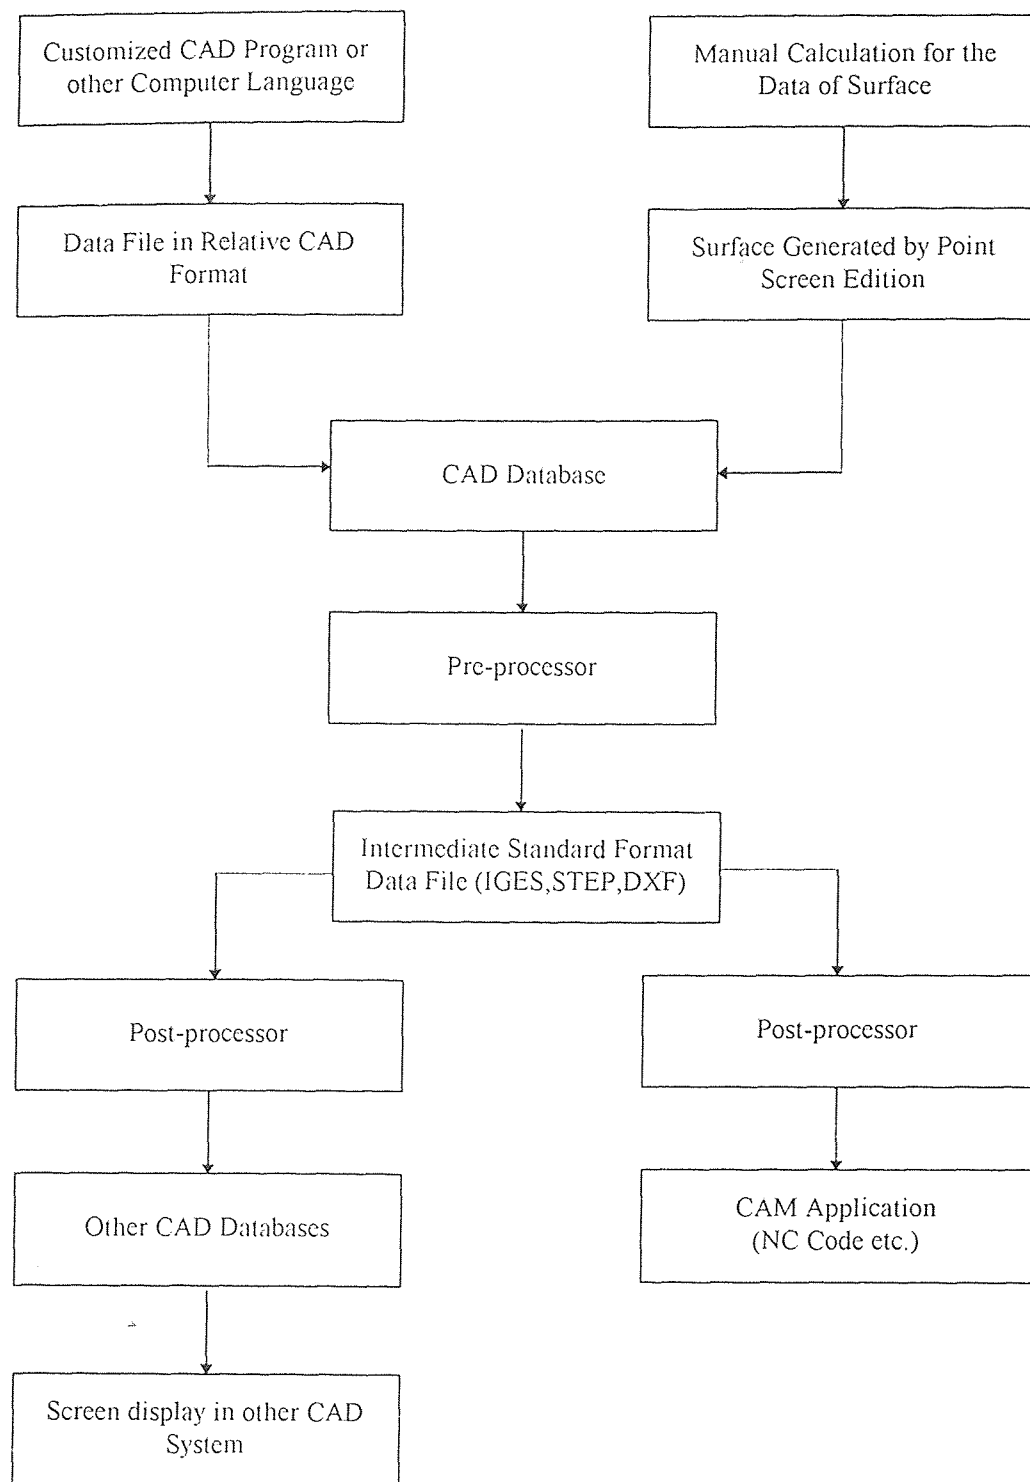 Customized CAD Program or
other Computer Language
Manual Calculation for the
Data of Surface
Data File in Relative CAD
Format
Surface Generated by Point
Screen Edition
CAD Database
Pre-processor
Intermediate Standard Format
Data File (IGES,STEP,DXF)
Post-processor
Post-processor
Other CAD Databases
CAM Application
(NC Code etc.)
Screen display in other CAD
System